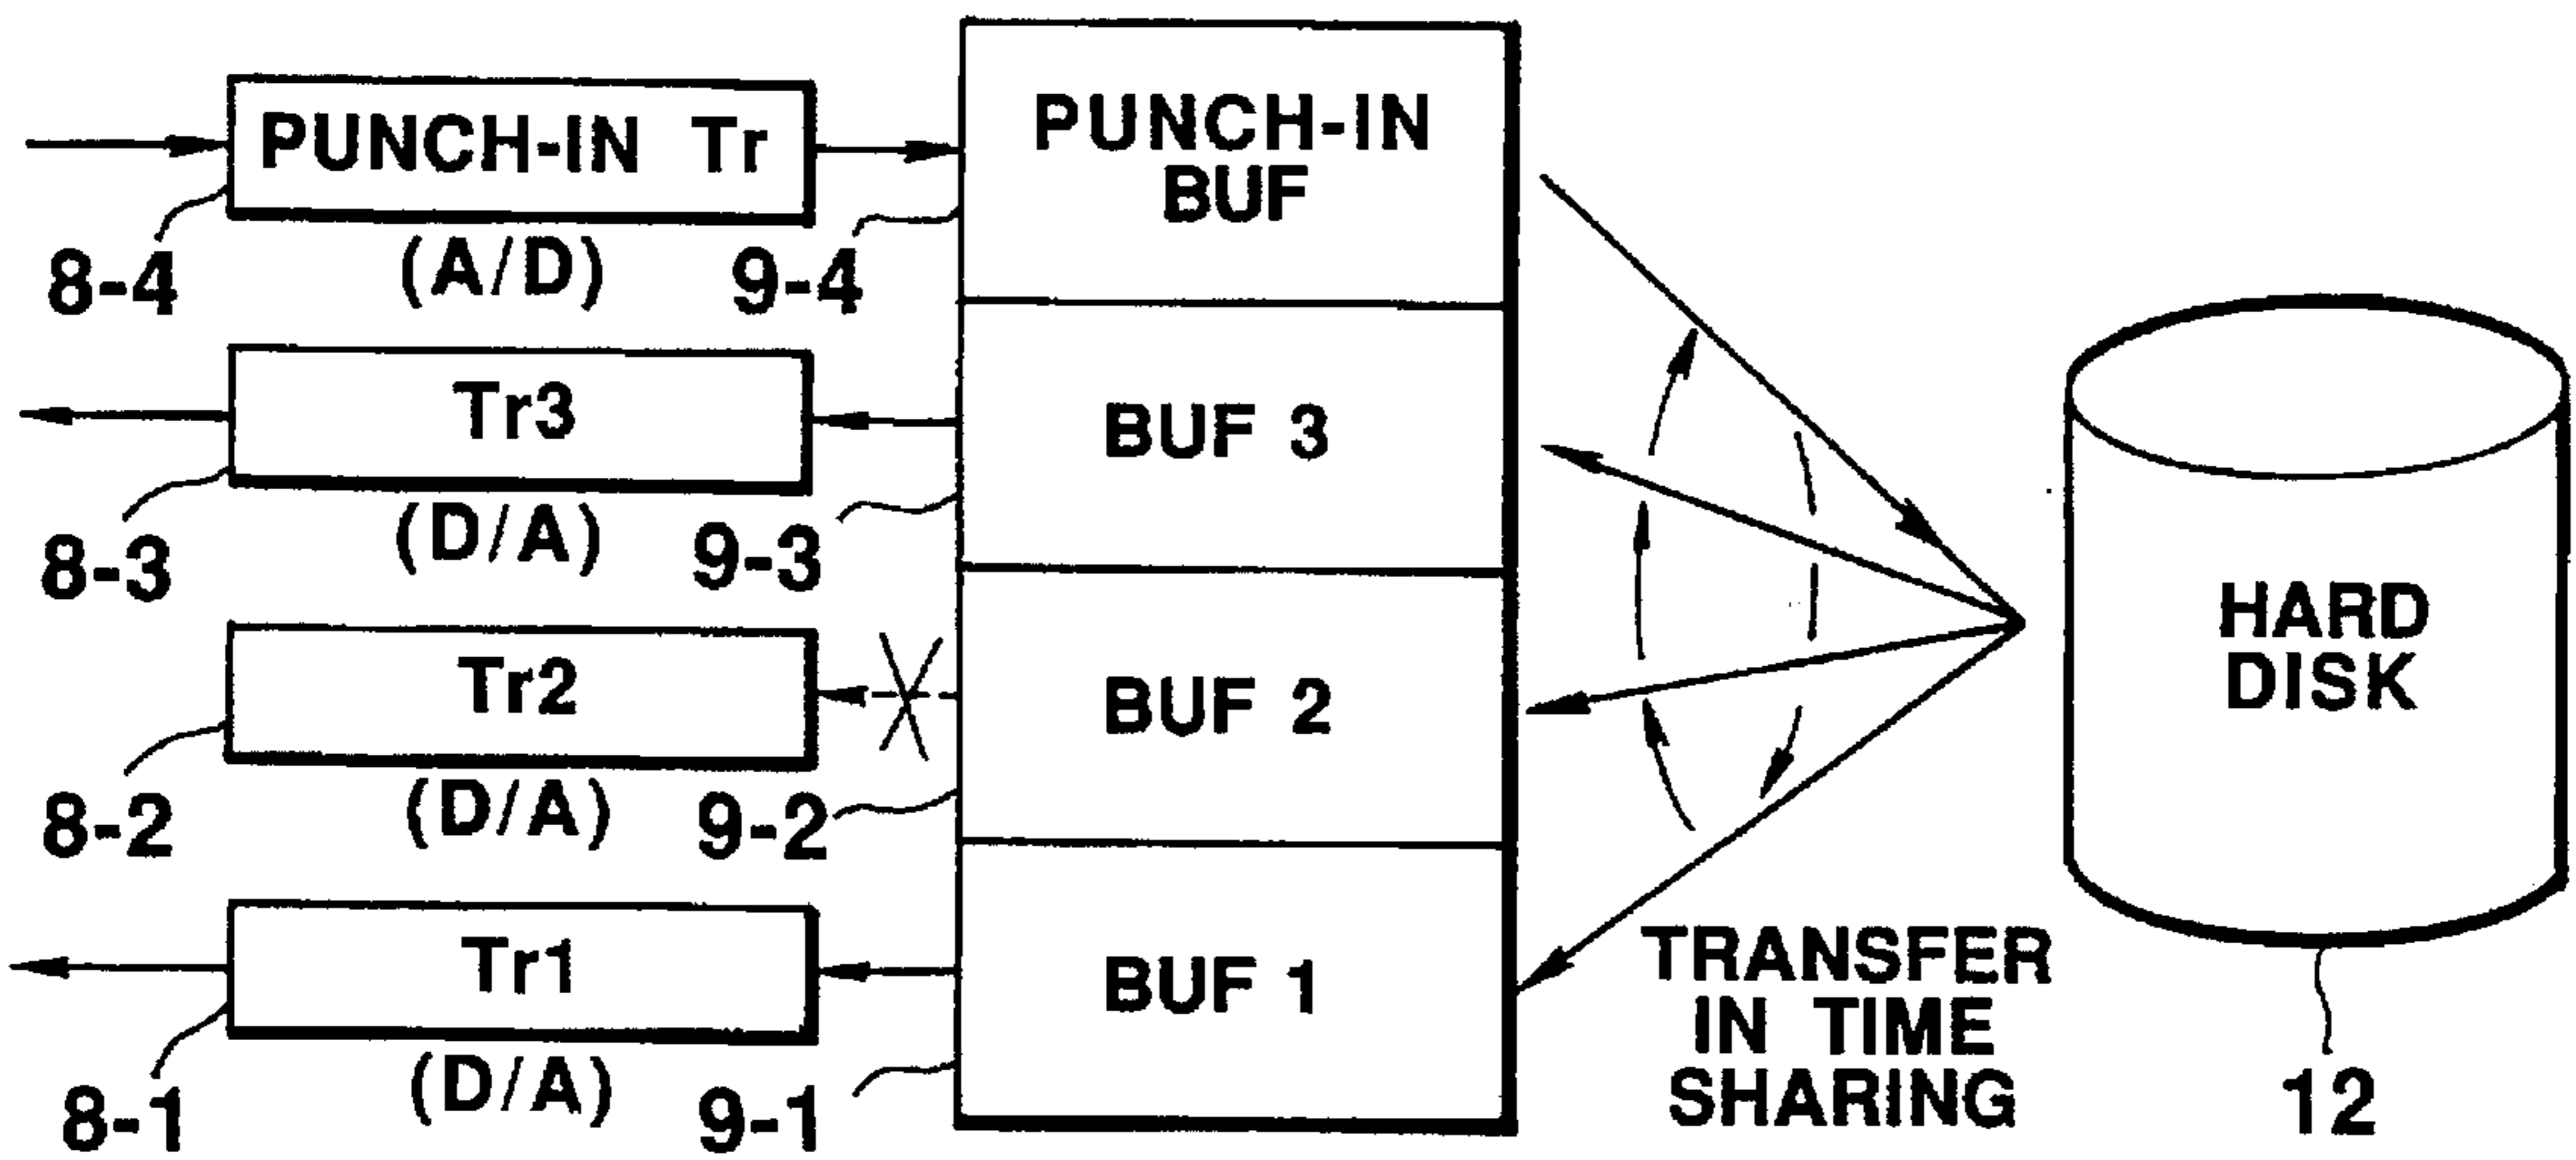 PUNCH-IN Tr
8-4
(A/D)
9-4
PUNCH-IN
BUF
Tr3
8-3
(D/A)
9-3
BUF 3
Tr2
8-2
(D/A)
9-2
BUF 2
Tr1
8-1
(D/A)
9-1
BUF 1
TRANSFER
IN TIME
SHARING
HARD
DISK
12